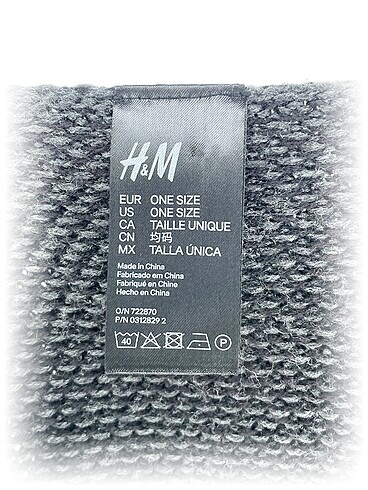 H&M
EUR ONE SIZE
US ONE SIZE
CA TAILLE UNIQUE
CN 均码
MX TALLA ÚNICA
Made in China
Fabricado em China
Fabriqué en Chine
Hecho en China
O/N 722870
P/N 0312829 2
40 P